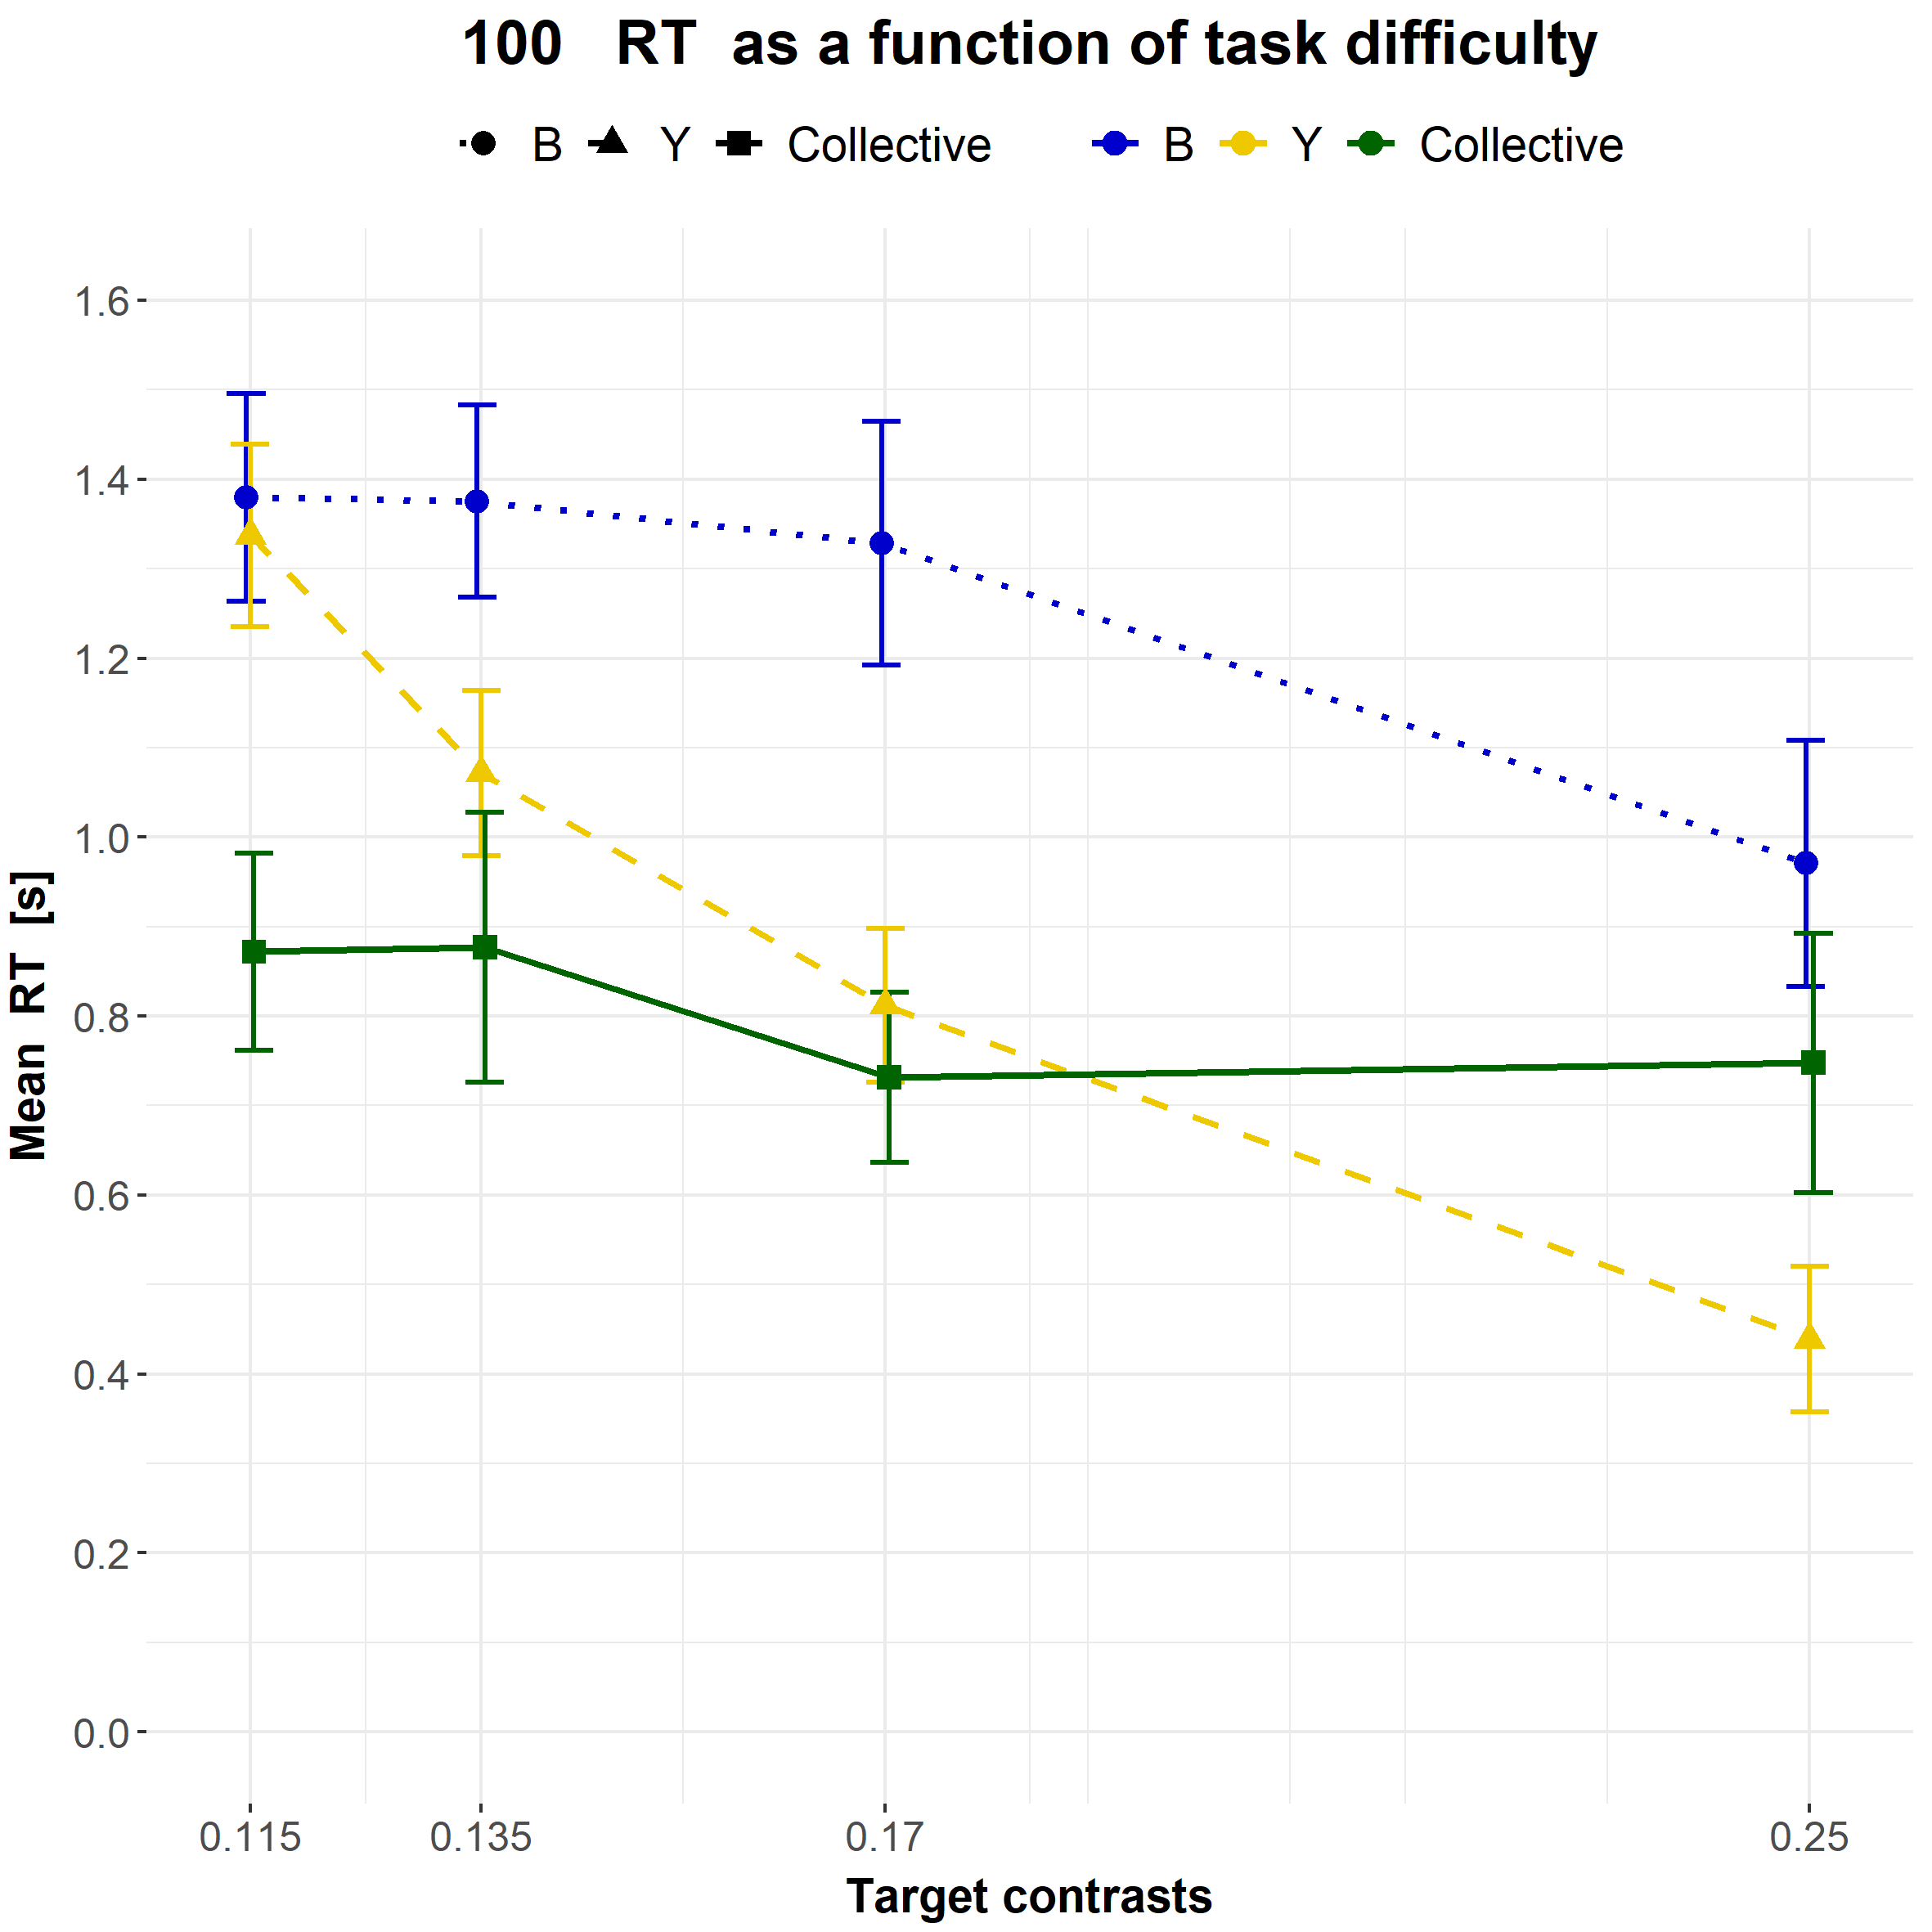 100 RT as a function of task difficulty
B Y Collective B Y Collective
Mean RT [s]
1.6
1.4
1.2
1.0
0.8
0.6
0.4
0.2
0.0
0.115 0.135 0.17 0.25
Target contrasts